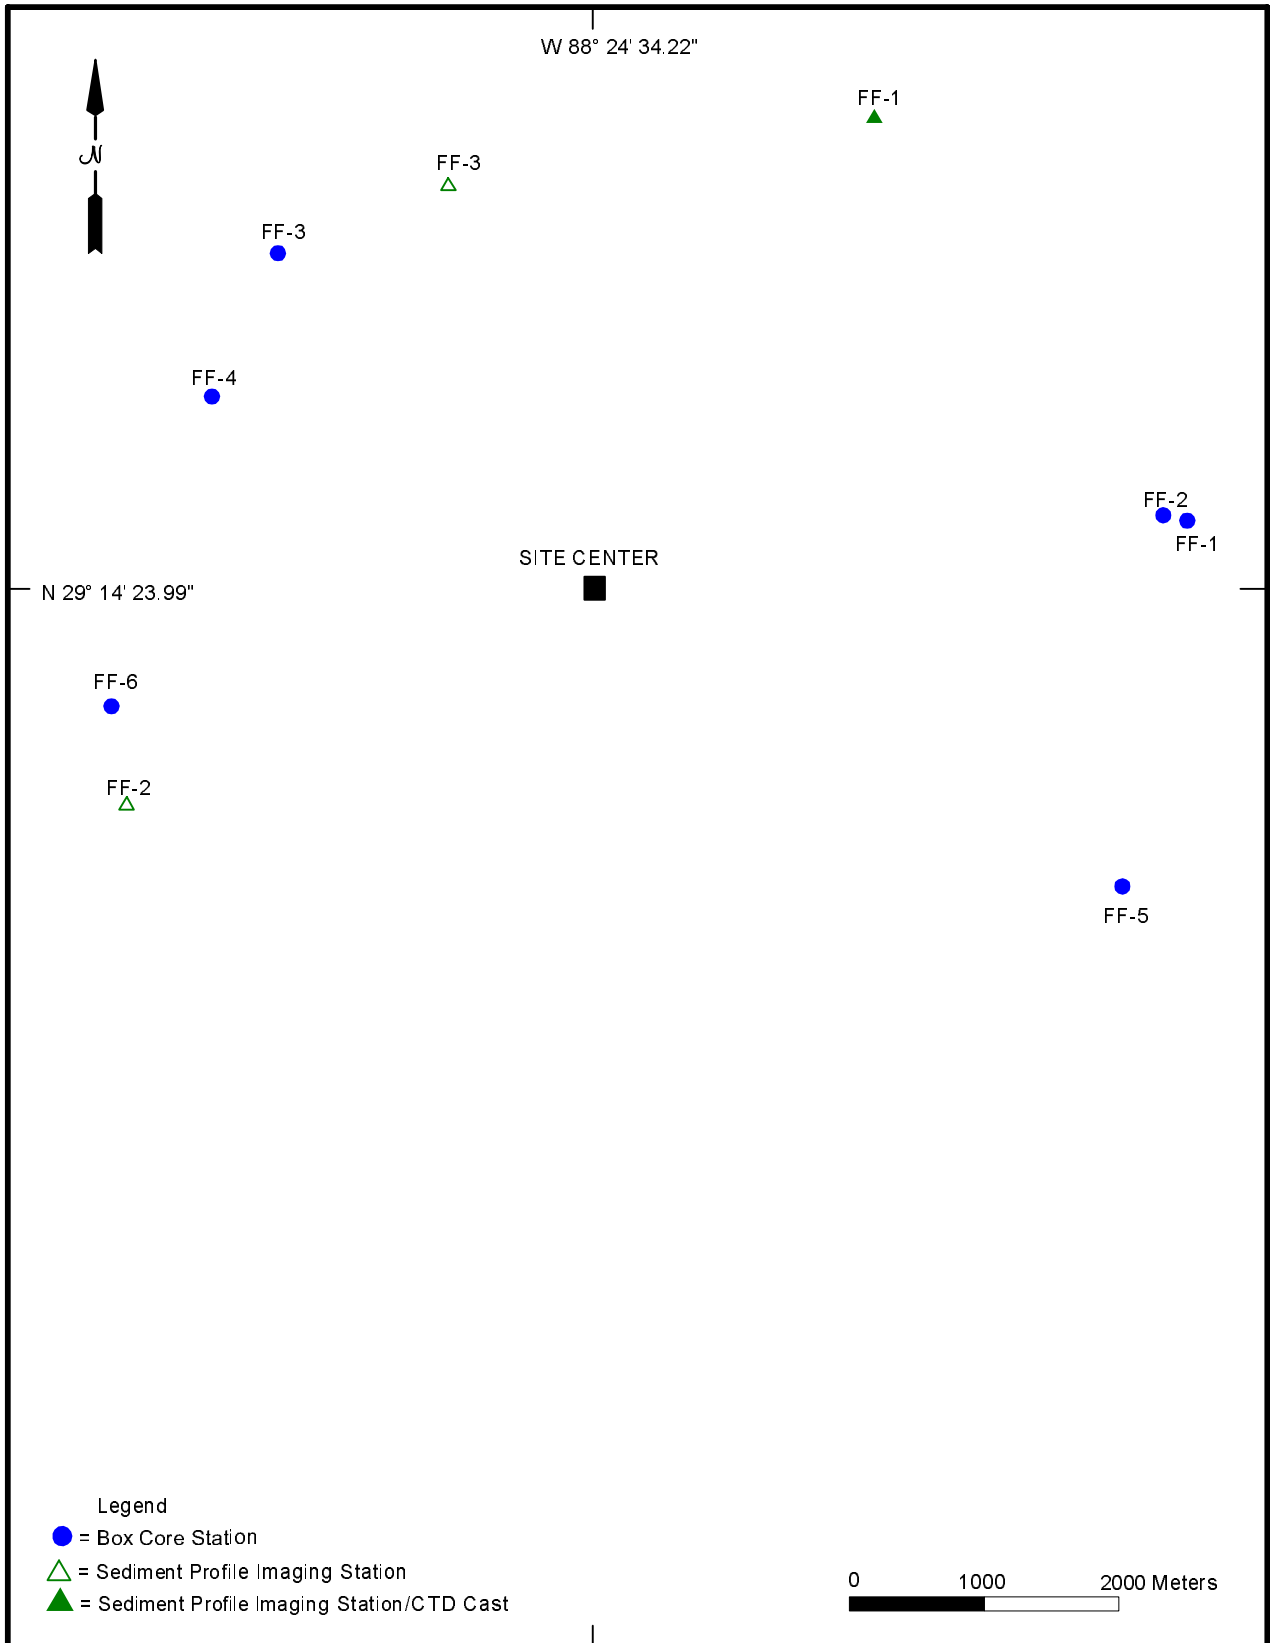 W 88° 24' 34.22"
FF-1
N
FF-3
FF-3
FF-4
FF-2
FF-1
SITE CENTER
N 29° 14' 23.99"
FF-6
FF-2
FF-5
Legend
= Box Core Station
= Sediment Profile Imaging Station
= Sediment Profile Imaging Station/CTD Cast
0 1000 2000 Meters